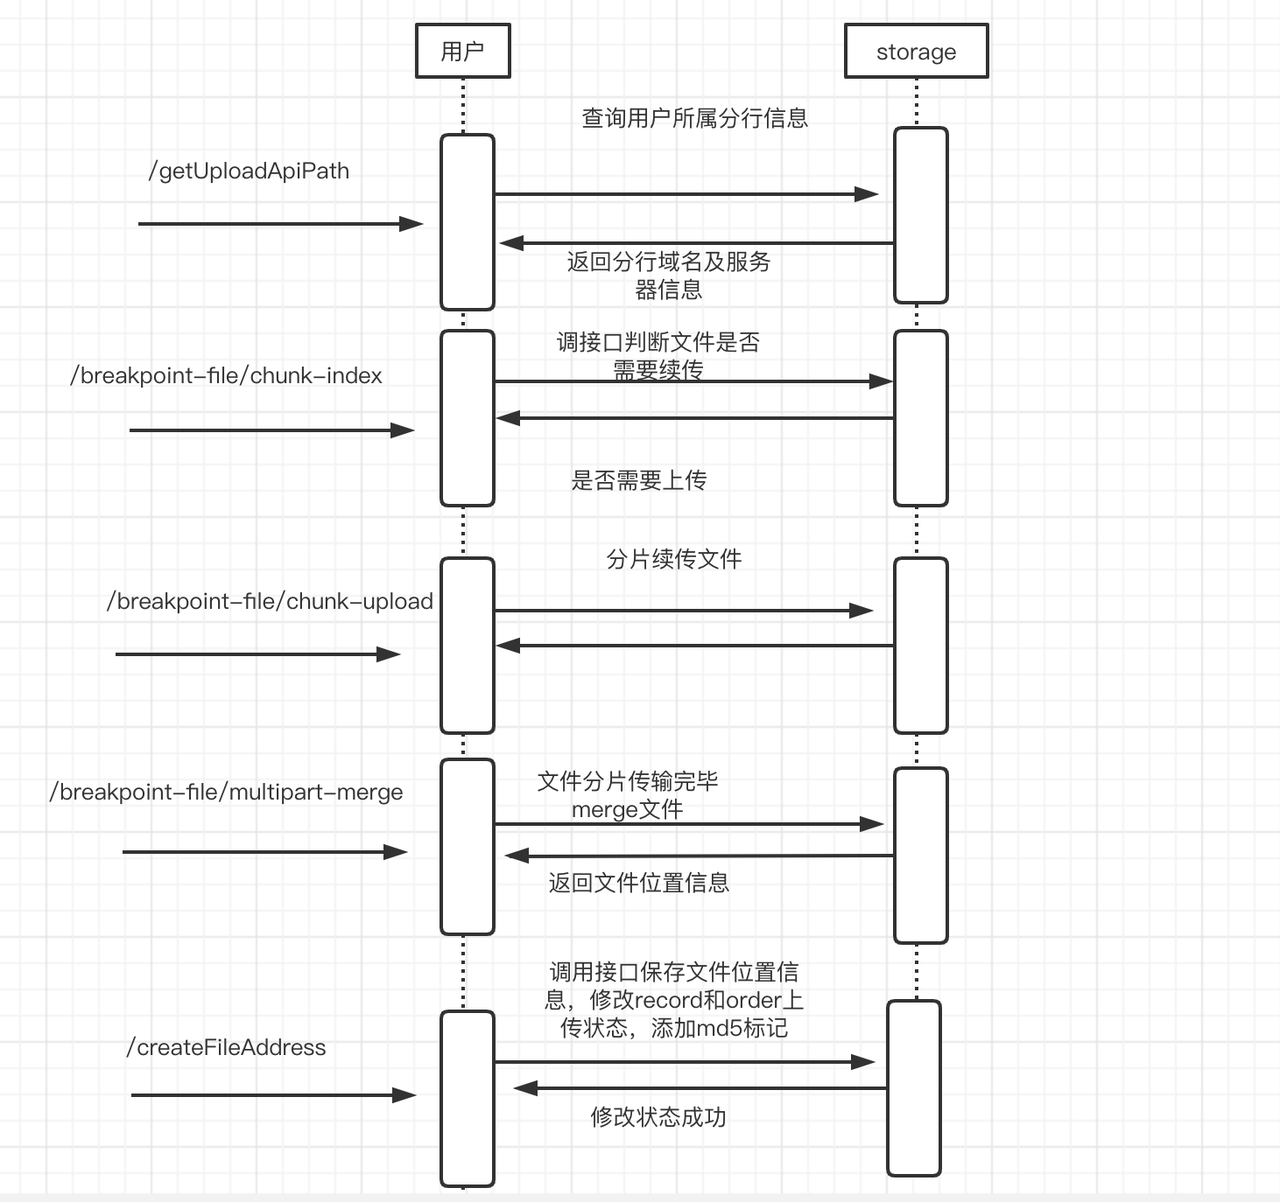 用户
storage
查询用户所属分行信息
/getUploadApiPath
返回分行域名及服务
器信息
调接口判断文件是否
需要续传
/breakpoint-file/chunk-index
是否需要上传
分片续传文件
/breakpoint-file/chunk-upload
文件分片传输完毕
merge文件
/breakpoint-file/multipart-merge
返回文件位置信息
调用接口保存文件位置信
息，修改record和order上
传状态，添加md5标记
/createFileAddress
修改状态成功